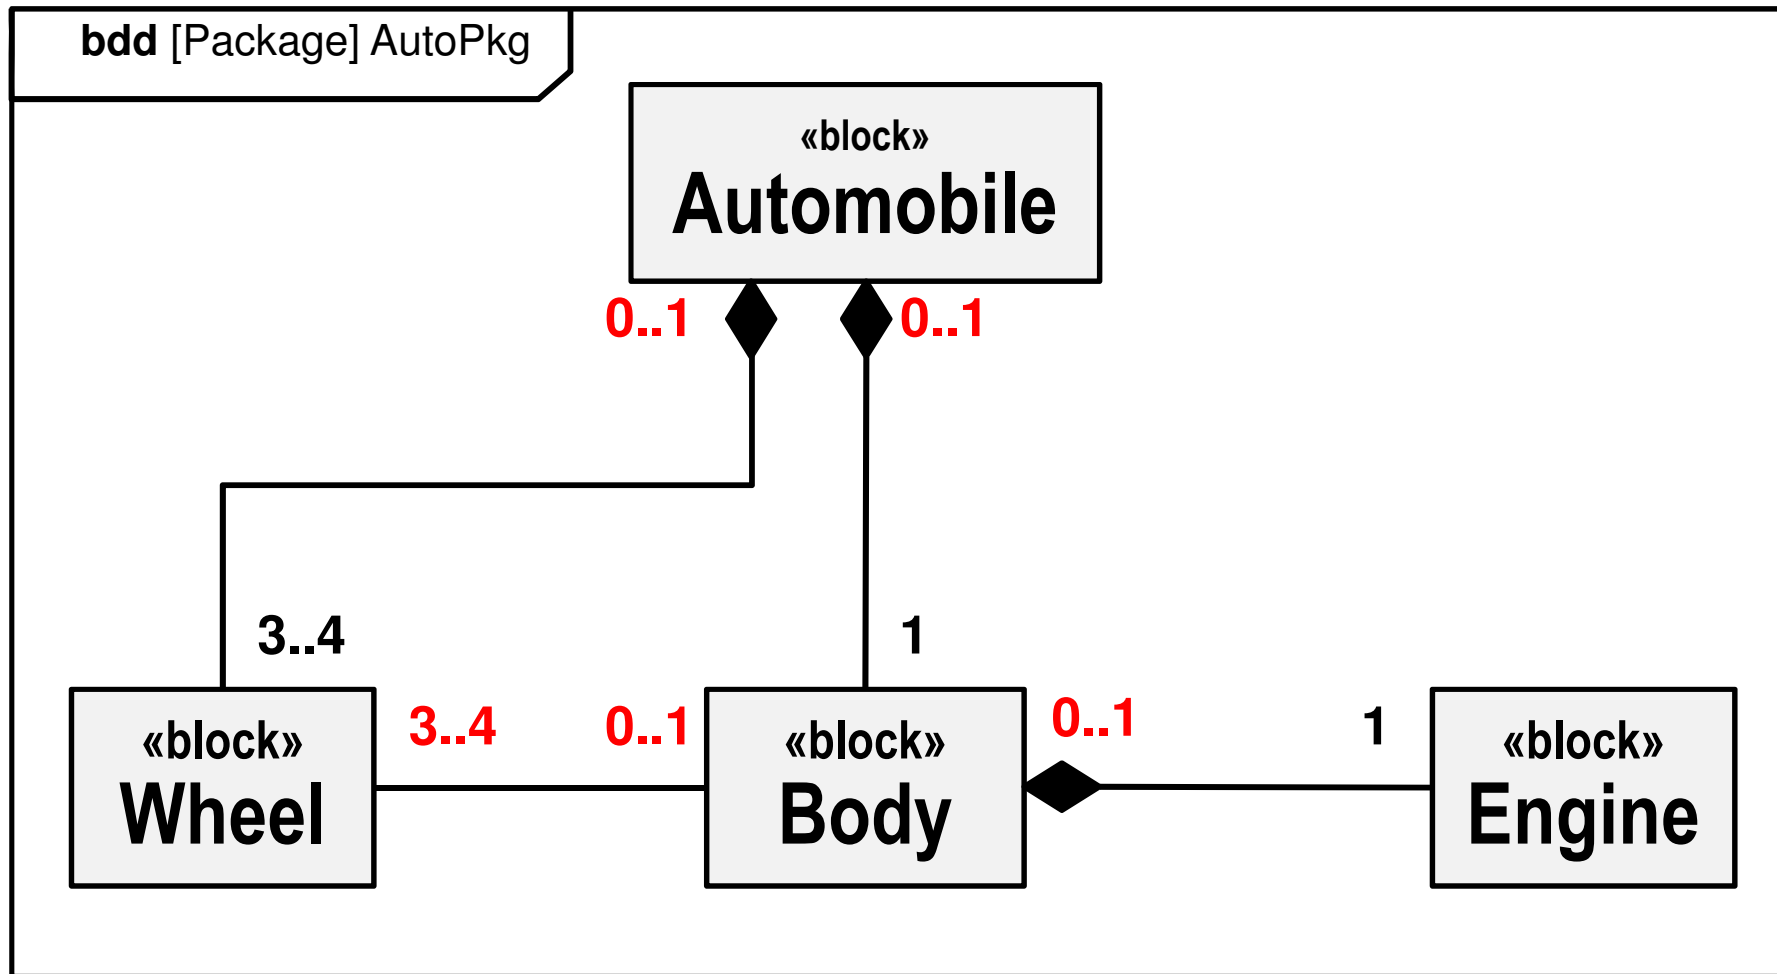 bdd [Package] AutoPkg
«block»
Automobile
0..1
0..1
3..4
1
«block»
Wheel
3..4
0..1
«block»
Body
0..1
1
«block»
Engine